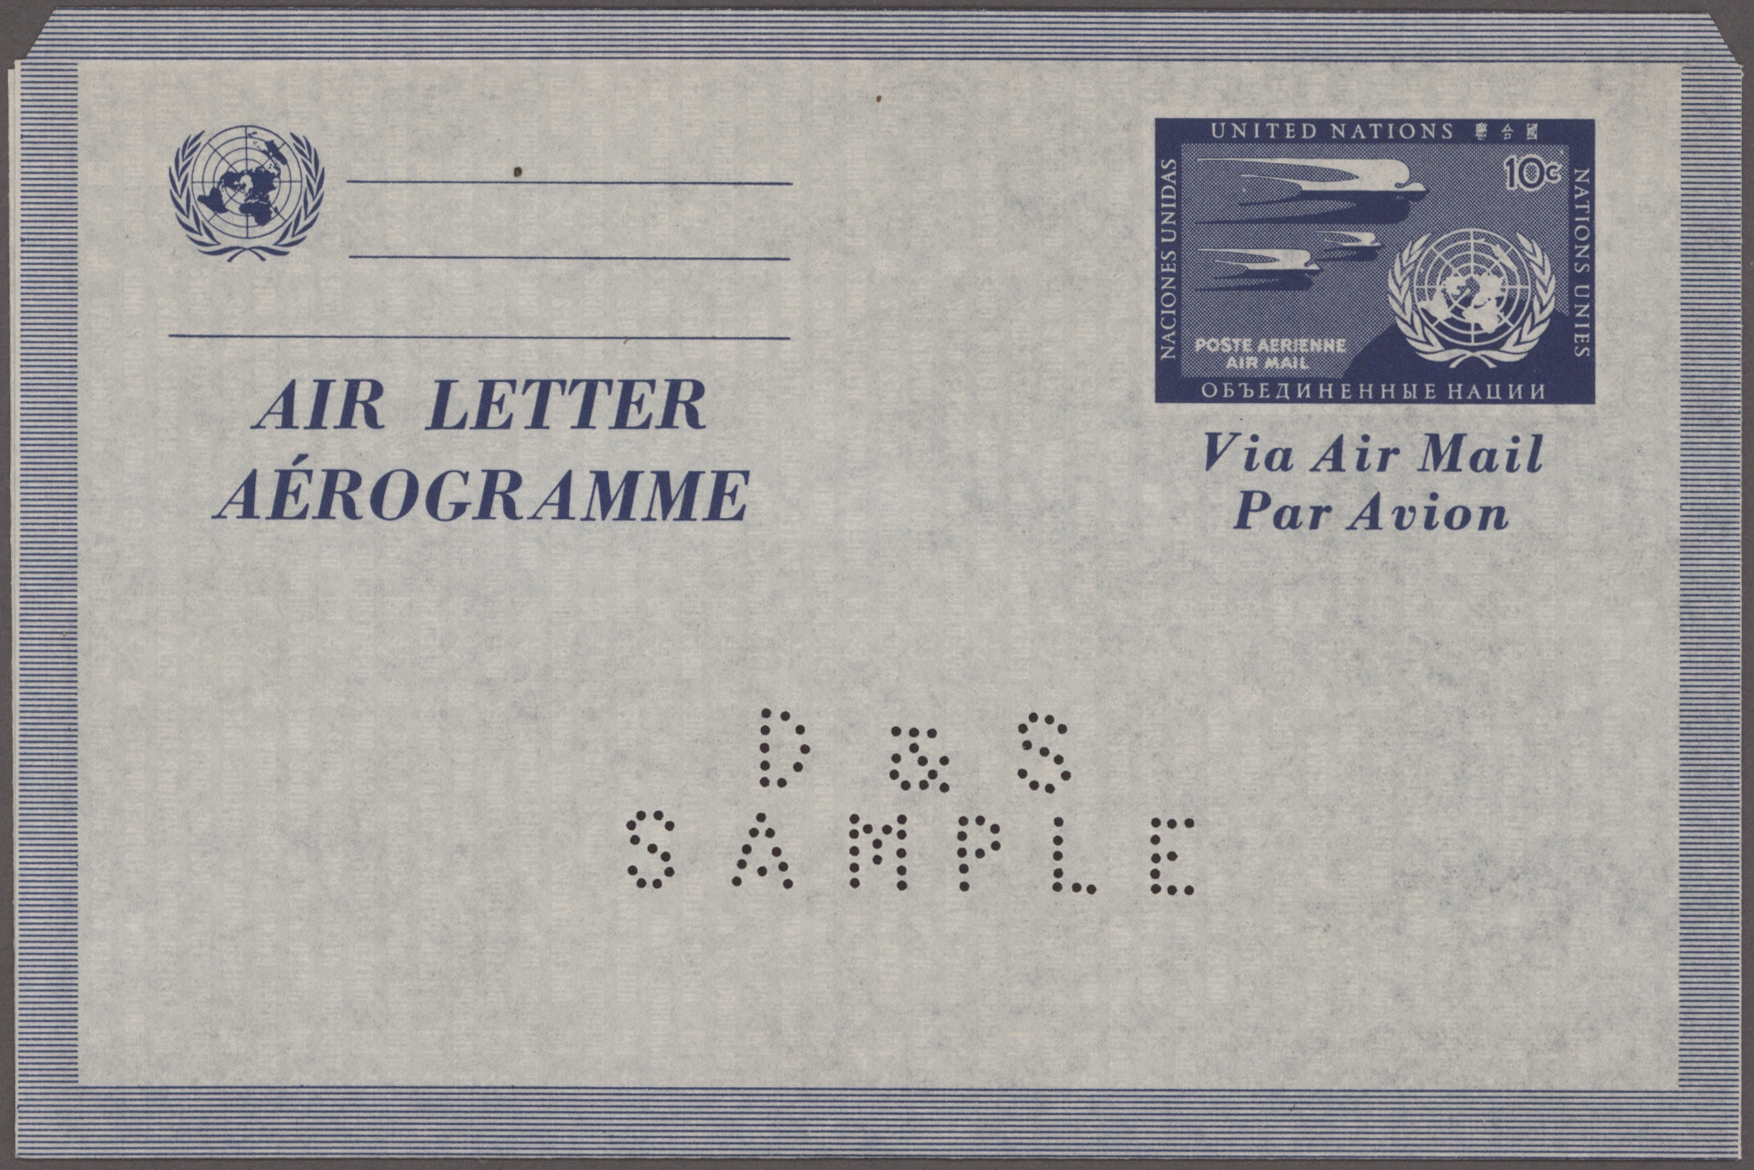 UNITED NATIONS 聯合國
10c
NACIONES UNIDAS
NATIONS UNIES
POSTE AERIENNE
AIR MAIL
ОБЪЕДИНЕННЫЕ НАЦИИ
AIR LETTER
AÉROGRAMME
Via Air Mail
Par Avion
D & S
SAMPLE